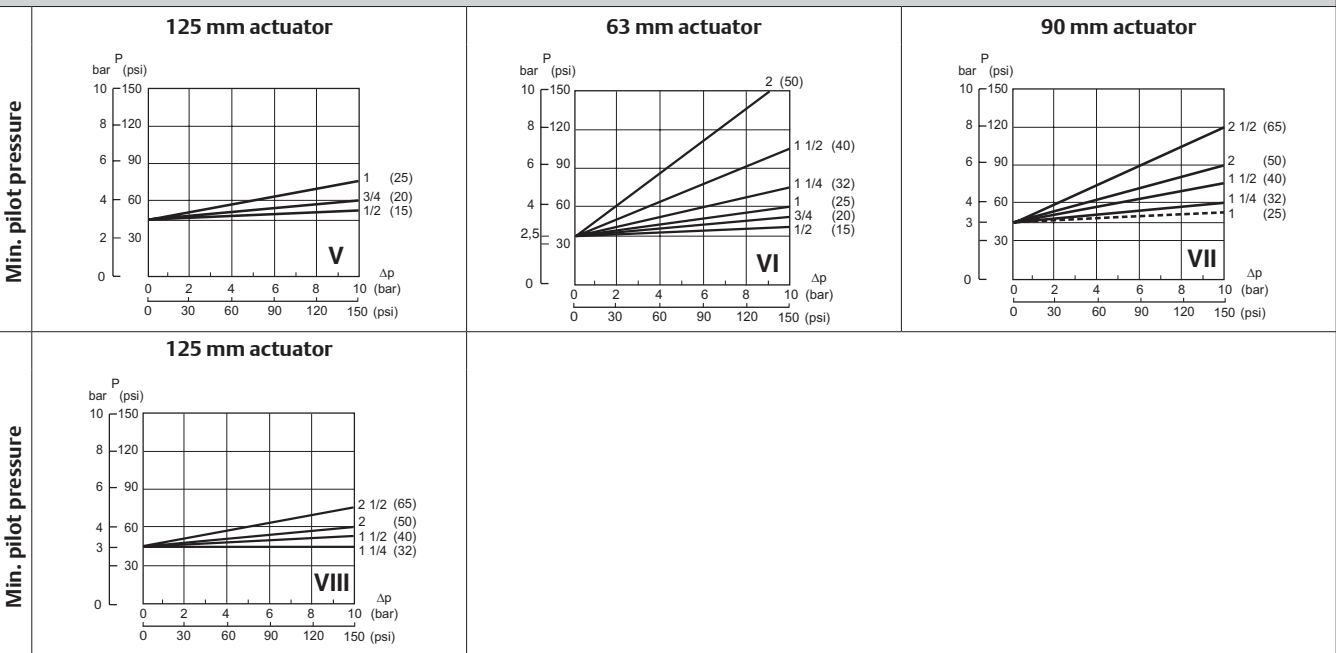 125 mm actuator
63 mm actuator
90 mm actuator
Min. pilot pressure
P
bar (psi)
10 150
8 120
6 90
4 60
2 30
0
1 (25)
3/4 (20)
1/2 (15)
V
Δp
0 2 4 6 8 10 (bar)
0 30 60 90 120 150 (psi)
P
bar (psi)
10 150
8 120
6 90
4 60
2,5 30
0
2 (50)
1 1/2 (40)
1 1/4 (32)
1 (25)
3/4 (20)
1/2 (15)
VI
Δp
0 2 4 6 8 10 (bar)
0 30 60 90 120 150 (psi)
P
bar (psi)
10 150
8 120
6 90
4 60
3 30
0
2 1/2 (65)
2 (50)
1 1/2 (40)
1 1/4 (32)
1 (25)
VII
Δp
0 2 4 6 8 10 (bar)
0 30 60 90 120 150 (psi)
125 mm actuator
Min. pilot pressure
P
bar (psi)
10 150
8 120
6 90
4 60
3 30
0
2 1/2 (65)
2 (50)
1 1/2 (40)
1 1/4 (32)
VIII
Δp
0 2 4 6 8 10 (bar)
0 30 60 90 120 150 (psi)